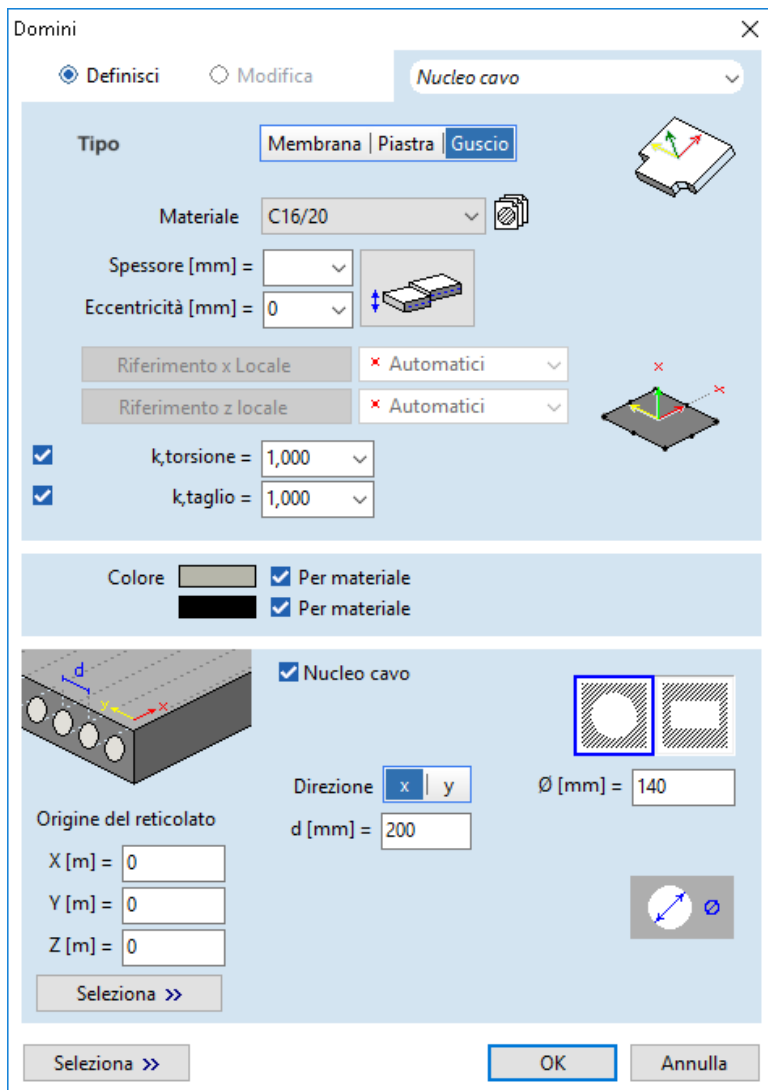 Domini
Definisci Modifica Nucleo cavo
Tipo Membrana Piastra Guscio
Materiale C16/20
Spessore [mm] =
Eccentricità [mm] = 0
Riferimento x Locale × Automatici
Riferimento z locale × Automatici
x
x
k,torsione = 1,000
k,taglio = 1,000
Colore Per materiale
Per materiale
d
y x
Nucleo cavo
Direzione x y Ø [mm] = 140
d [mm] = 200
Origine del reticolato
X [m] = 0
Y [m] = 0
Z [m] = 0
Ø
Seleizona »
Seleziona » OK Annulla